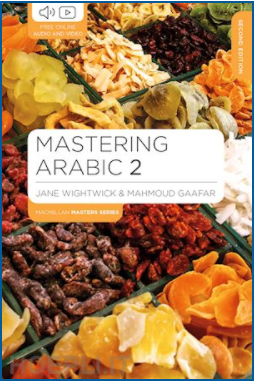 FREE ONLINE
AUDIO AND VIDEO
SECOND EDITION
MASTERING
ARABIC 2
JANE WIGHTWICK & MAHMOUD GAAFAR
MACMILLAN MASTERS SERIES